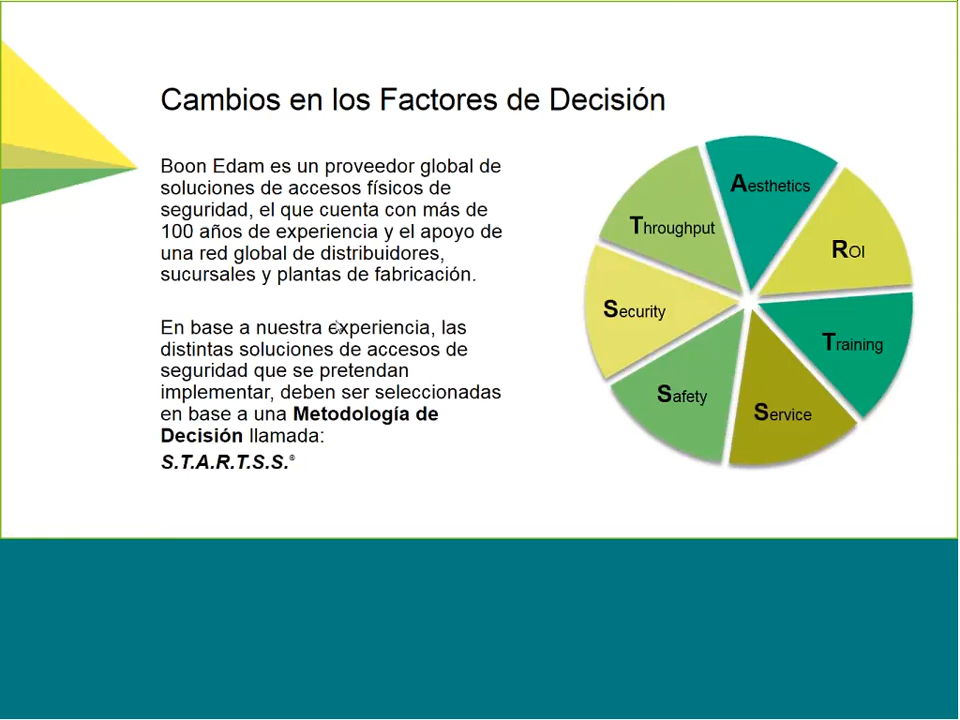 Cambios en los Factores de Decisión
Boon Edam es un proveedor global de
soluciones de accesos físicos de
seguridad, el que cuenta con más de
100 años de experiencia y el apoyo de
una red global de distribuidores,
sucursales y plantas de fabricación.
En base a nuestra experiencia, las
distintas soluciones de accesos de
seguridad que se pretendan
implementar, deben ser seleccionadas
en base a una Metodología de
Decisión llamada:
S.T.A.R.T.S.S.®
Aesthetics
ROI
Training
Service
Safety
Security
Throughput